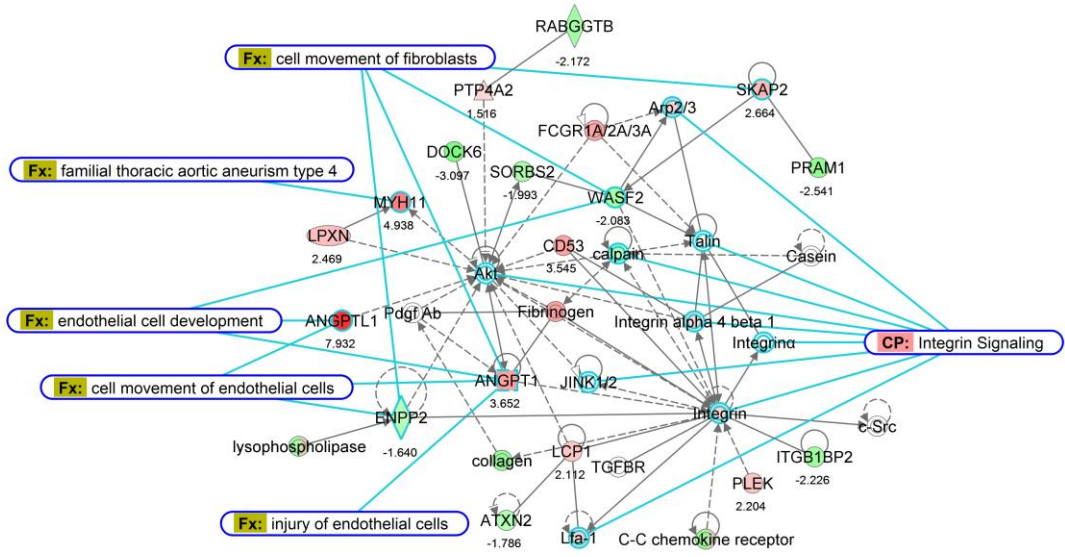 RABGGTB
-2.172
Fx: cell movement of fibroblasts
PTP4A2
1.516
SKAP2
2.664
Arp2/3
FCGR1A/2A/3A
DOCK6
-3.097
SORBS2
-1.993
PRAM1
-2.541
Fx: familial thoracic aortic aneurism type 4
MYH11
4.938
WASF2
-2.083
LPXN
2.469
CD53
3.545
calpain
Talin
Casein
Akt
Fx: endothelial cell development
ANGPTL1
7.932
Pdgf Ab
Fibrinogen
Integrin alpha 4 beta 1
Integrinα
CP: Integrin Signaling
Fx: cell movement of endothelial cells
ANGPT1
3.652
JINK1/2
ENPP2
-1.640
Integrin
c-Src
lysophospholipase
collagen
LCP1
2.112
TGFBR
ITGB1BP2
-2.226
PLEK
2.204
Fx: injury of endothelial cells
ATXN2
-1.786
Lfa-1
C-C chemokine receptor